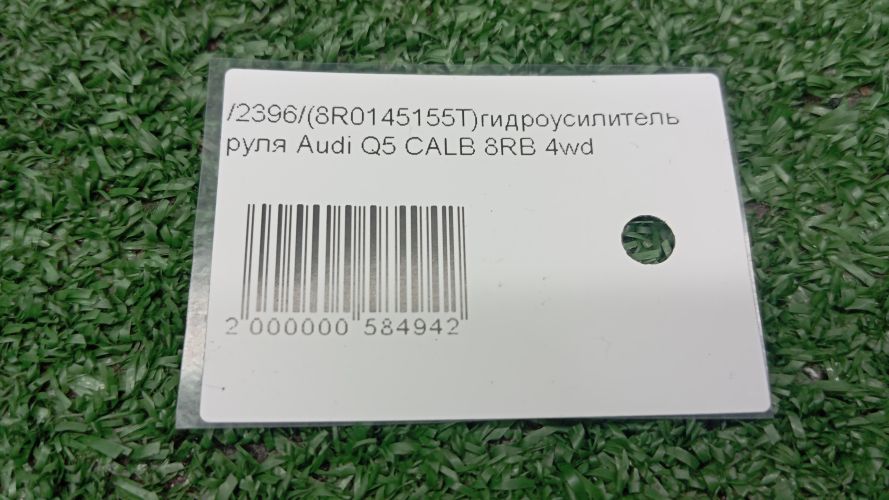 /2396/(8R0145155T)гидроусилитель
руля Audi Q5 CALB 8RB 4wd
2 000000 584942